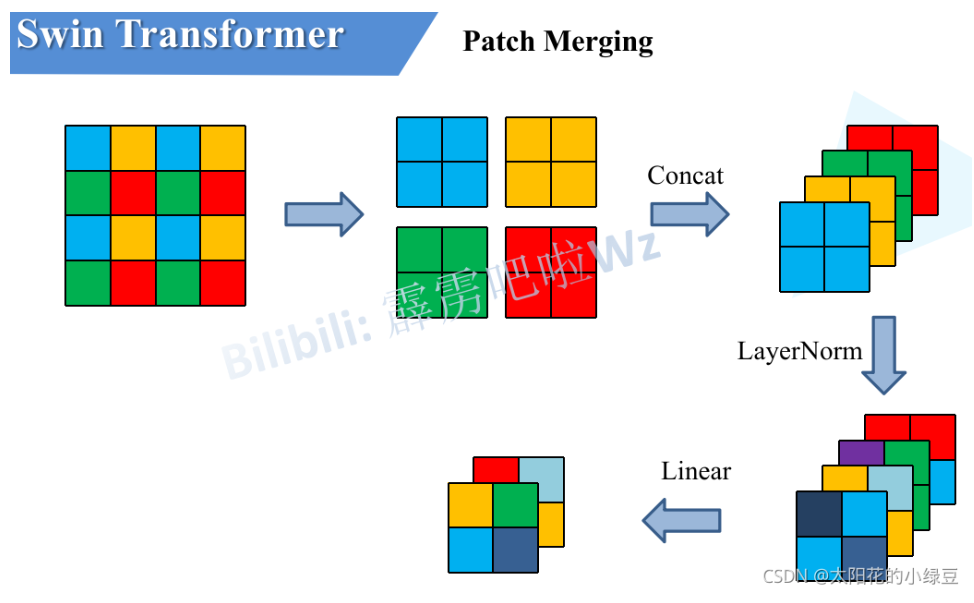 Swin Transformer
Patch Merging
Concat
Bilibili: 霹雳吧啦Wz
LayerNorm
Linear
CSDN @太阳花的小绿豆